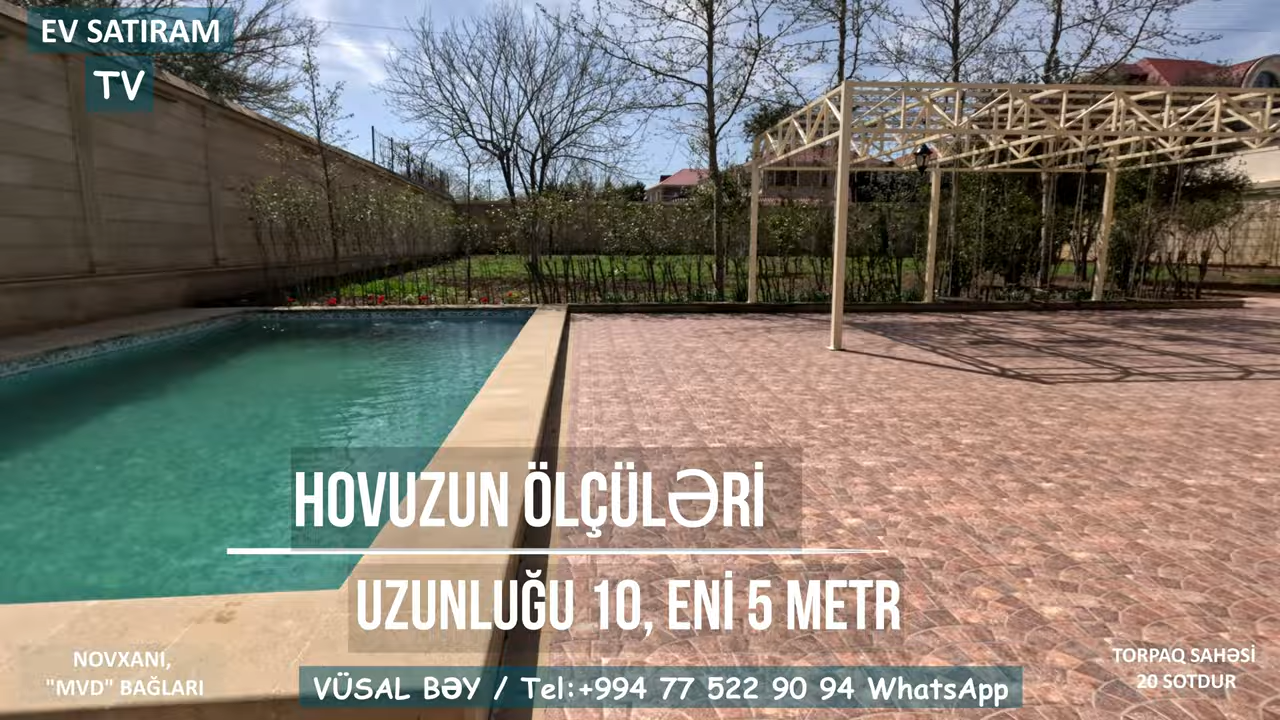 EV SATIRAM
TV
HOVUZUN ÖLÇÜLƏRİ
UZUNLUĞU 10, ENİ 5 METR
NOVXANI,
"MVD" BAĞLARI
VÜSAL BƏY / Tel:+994 77 522 90 94 WhatsApp
TORPAQ SAHƏSİ
20 SOTDUR